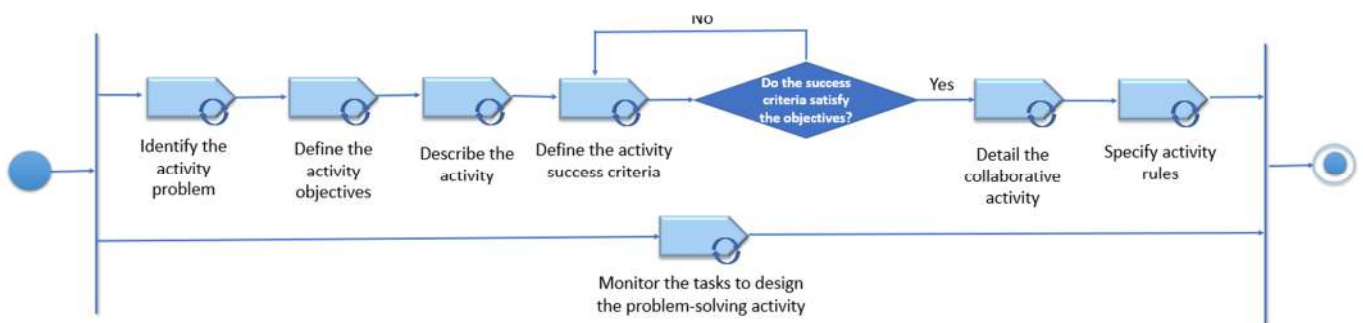 No
Do the success
criteria satisfy
the objectives?
Yes
Identify the
activity
problem
Define the
activity
objectives
Describe the
activity
Define the activity
success criteria
Detail the
collaborative
activity
Specify activity
rules
Monitor the tasks to design
the problem-solving activity